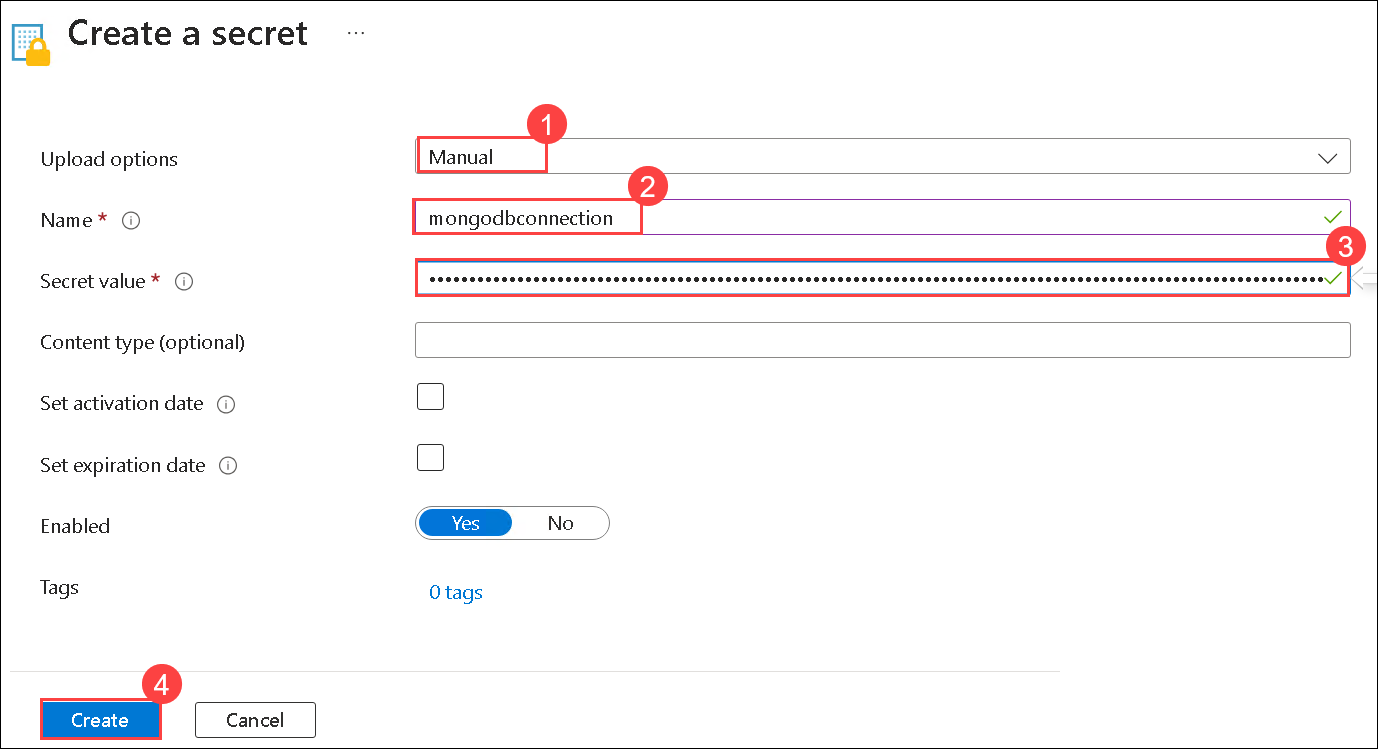 Create a secret ...
1
Upload options Manual
2
Name * mongodbconnection
3
Secret value * ••••••••••••••••••••••••••••••••••••••••••••••••••••••••••••••••••••••••••••••••••••••••••••••••••••••••••••••••
Content type (optional)
Set activation date
Set expiration date
Enabled Yes No
Tags 0 tags
4
Create Cancel